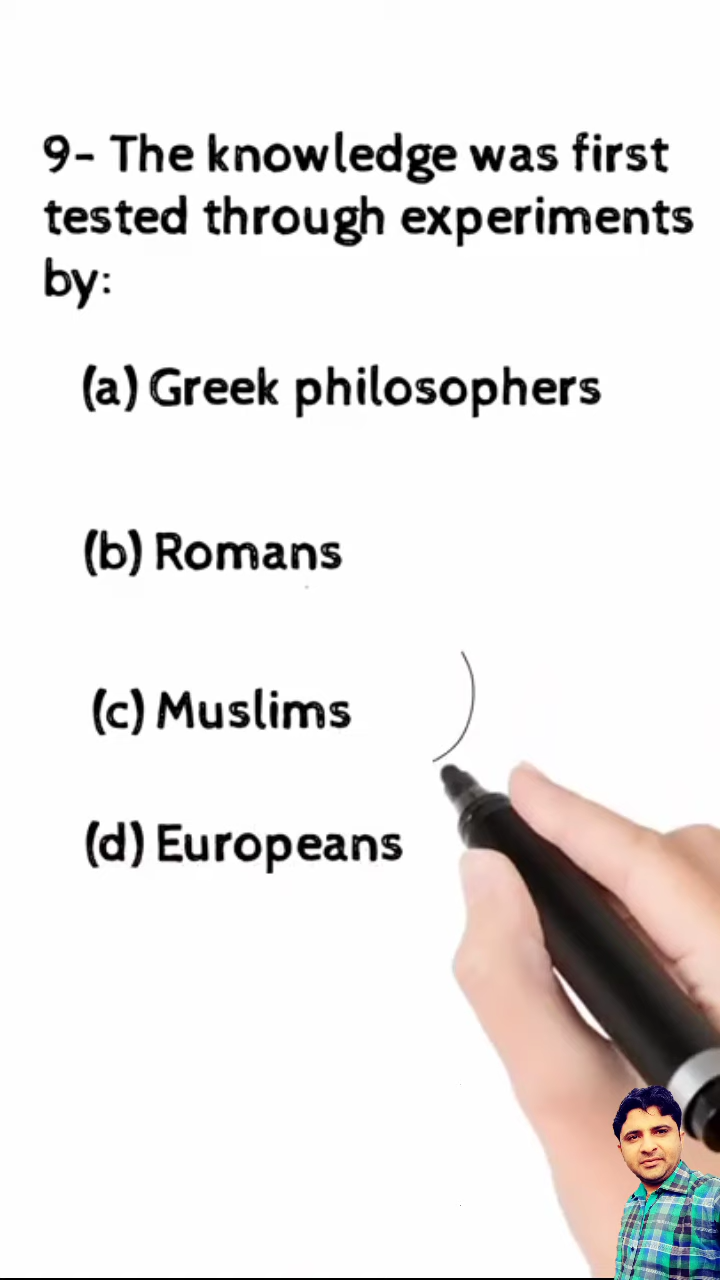 9- The knowledge was first
tested through experiments
by:
(a) Greek philosophers
(b) Romans
(c) Muslims
(d) Europeans